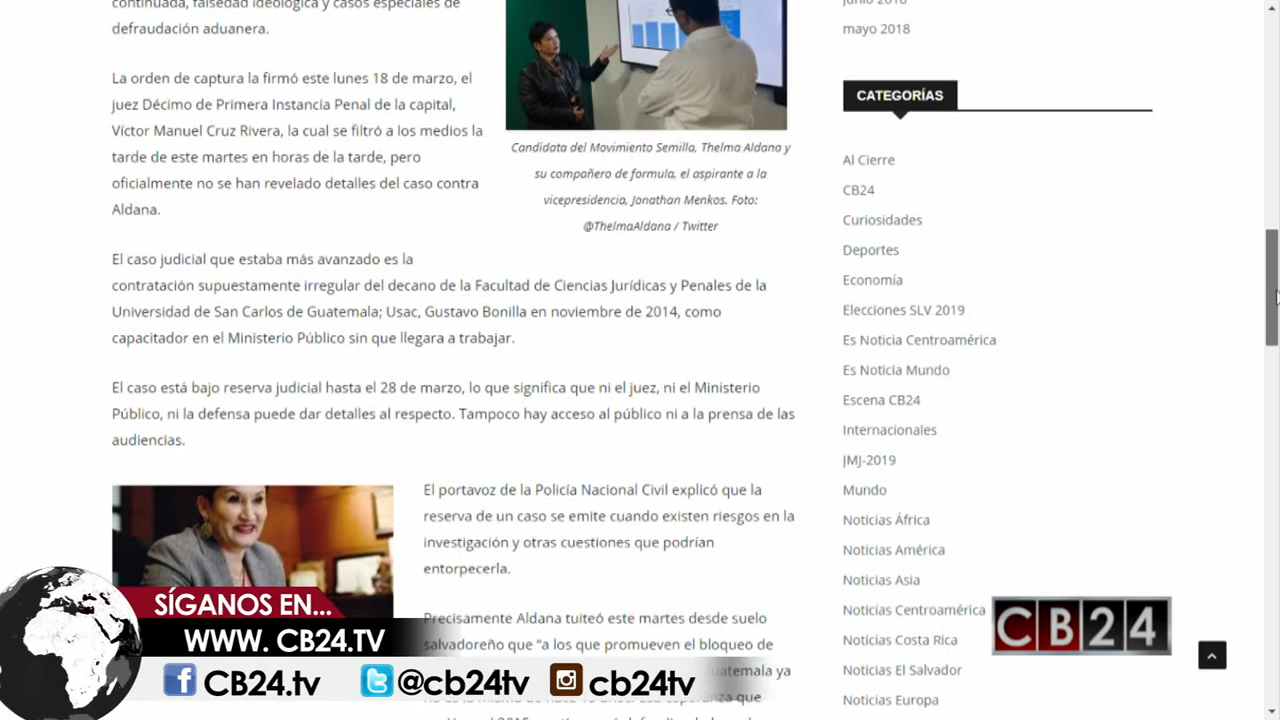 continuada, falsedad ideológica y casos especiales de
defraudación aduanera.
La orden de captura la firmó este lunes 18 de marzo, el
juez Décimo de Primera Instancia Penal de la capital,
Víctor Manuel Cruz Rivera, la cual se filtró a los medios la
tarde de este martes en horas de la tarde, pero
oficialmente no se han revelado detalles del caso contra
Aldana.
Candidata del Movimiento Semilla, Thelma Aldana y
su compañero de formula, el aspirante a la
vicepresidencia, Jonathan Menkos. Foto:
@ThelmaAldana / Twitter
El caso judicial que estaba más avanzado es la
contratación supuestamente irregular del decano de la Facultad de Ciencias Jurídicas y Penales de la
Universidad de San Carlos de Guatemala; Usac, Gustavo Bonilla en noviembre de 2014, como
capacitador en el Ministerio Público sin que llegara a trabajar.
El caso está bajo reserva judicial hasta el 28 de marzo, lo que significa que ni el juez, ni el Ministerio
Público, ni la defensa puede dar detalles al respecto. Tampoco hay acceso al público ni a la prensa de las
audiencias.
El portavoz de la Policía Nacional Civil explicó que la
reserva de un caso se emite cuando existen riesgos en la
investigación y otras cuestiones que podrían
entorpecerla.
Precisamente Aldana tuiteó este martes desde suelo
salvadoreño que “a los que promueven el bloqueo de
Guatemala ya
que
mayo 2018
CATEGORÍAS
Al Cierre
CB24
Curiosidades
Deportes
Economía
Elecciones SLV 2019
Es Noticia Centroamérica
Es Noticia Mundo
Escena CB24
Internacionales
JMJ-2019
Mundo
Noticias África
Noticias América
Noticias Asia
Noticias Centroamérica
Noticias Costa Rica
Noticias El Salvador
Noticias Europa
CB24
SÍGANOS EN...
WWW. CB24.TV
CB24.tv
@cb24tv
cb24tv